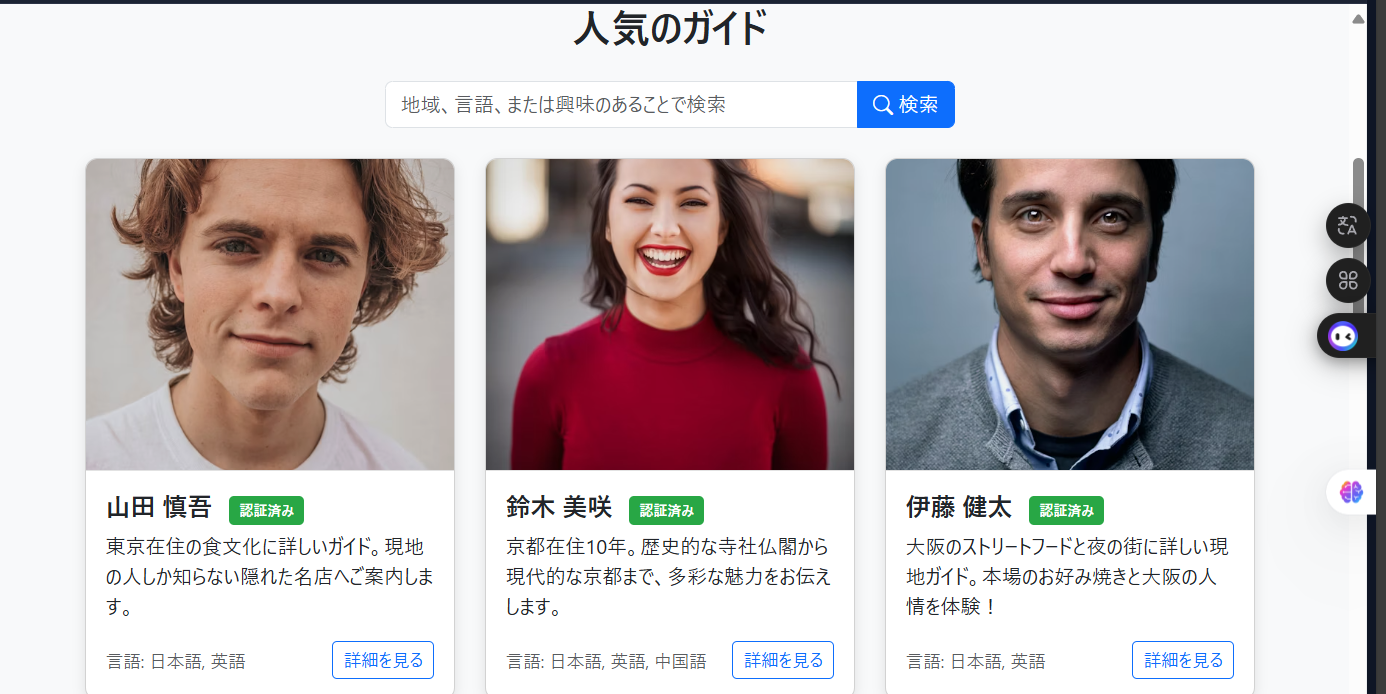 人気のガイド
地域、言語、または興味のあることで検索
検索
山田 慎吾 認証済み
東京在住の食文化に詳しいガイド。現地
の人しか知らない隠れた名店へご案内しま
す。
言語: 日本語, 英語
詳細を見る
鈴木 美咲 認証済み
京都在住10年。歴史的な寺社仏閣から
現代的な京都まで、多彩な魅力をお伝え
します。
言語: 日本語, 英語, 中国語
詳細を見る
伊藤 健太 認証済み
大阪のストリートフードと夜の街に詳しい現
地ガイド。本場のお好み焼きと大阪の人
情を体験！
言語: 日本語, 英語
詳細を見る